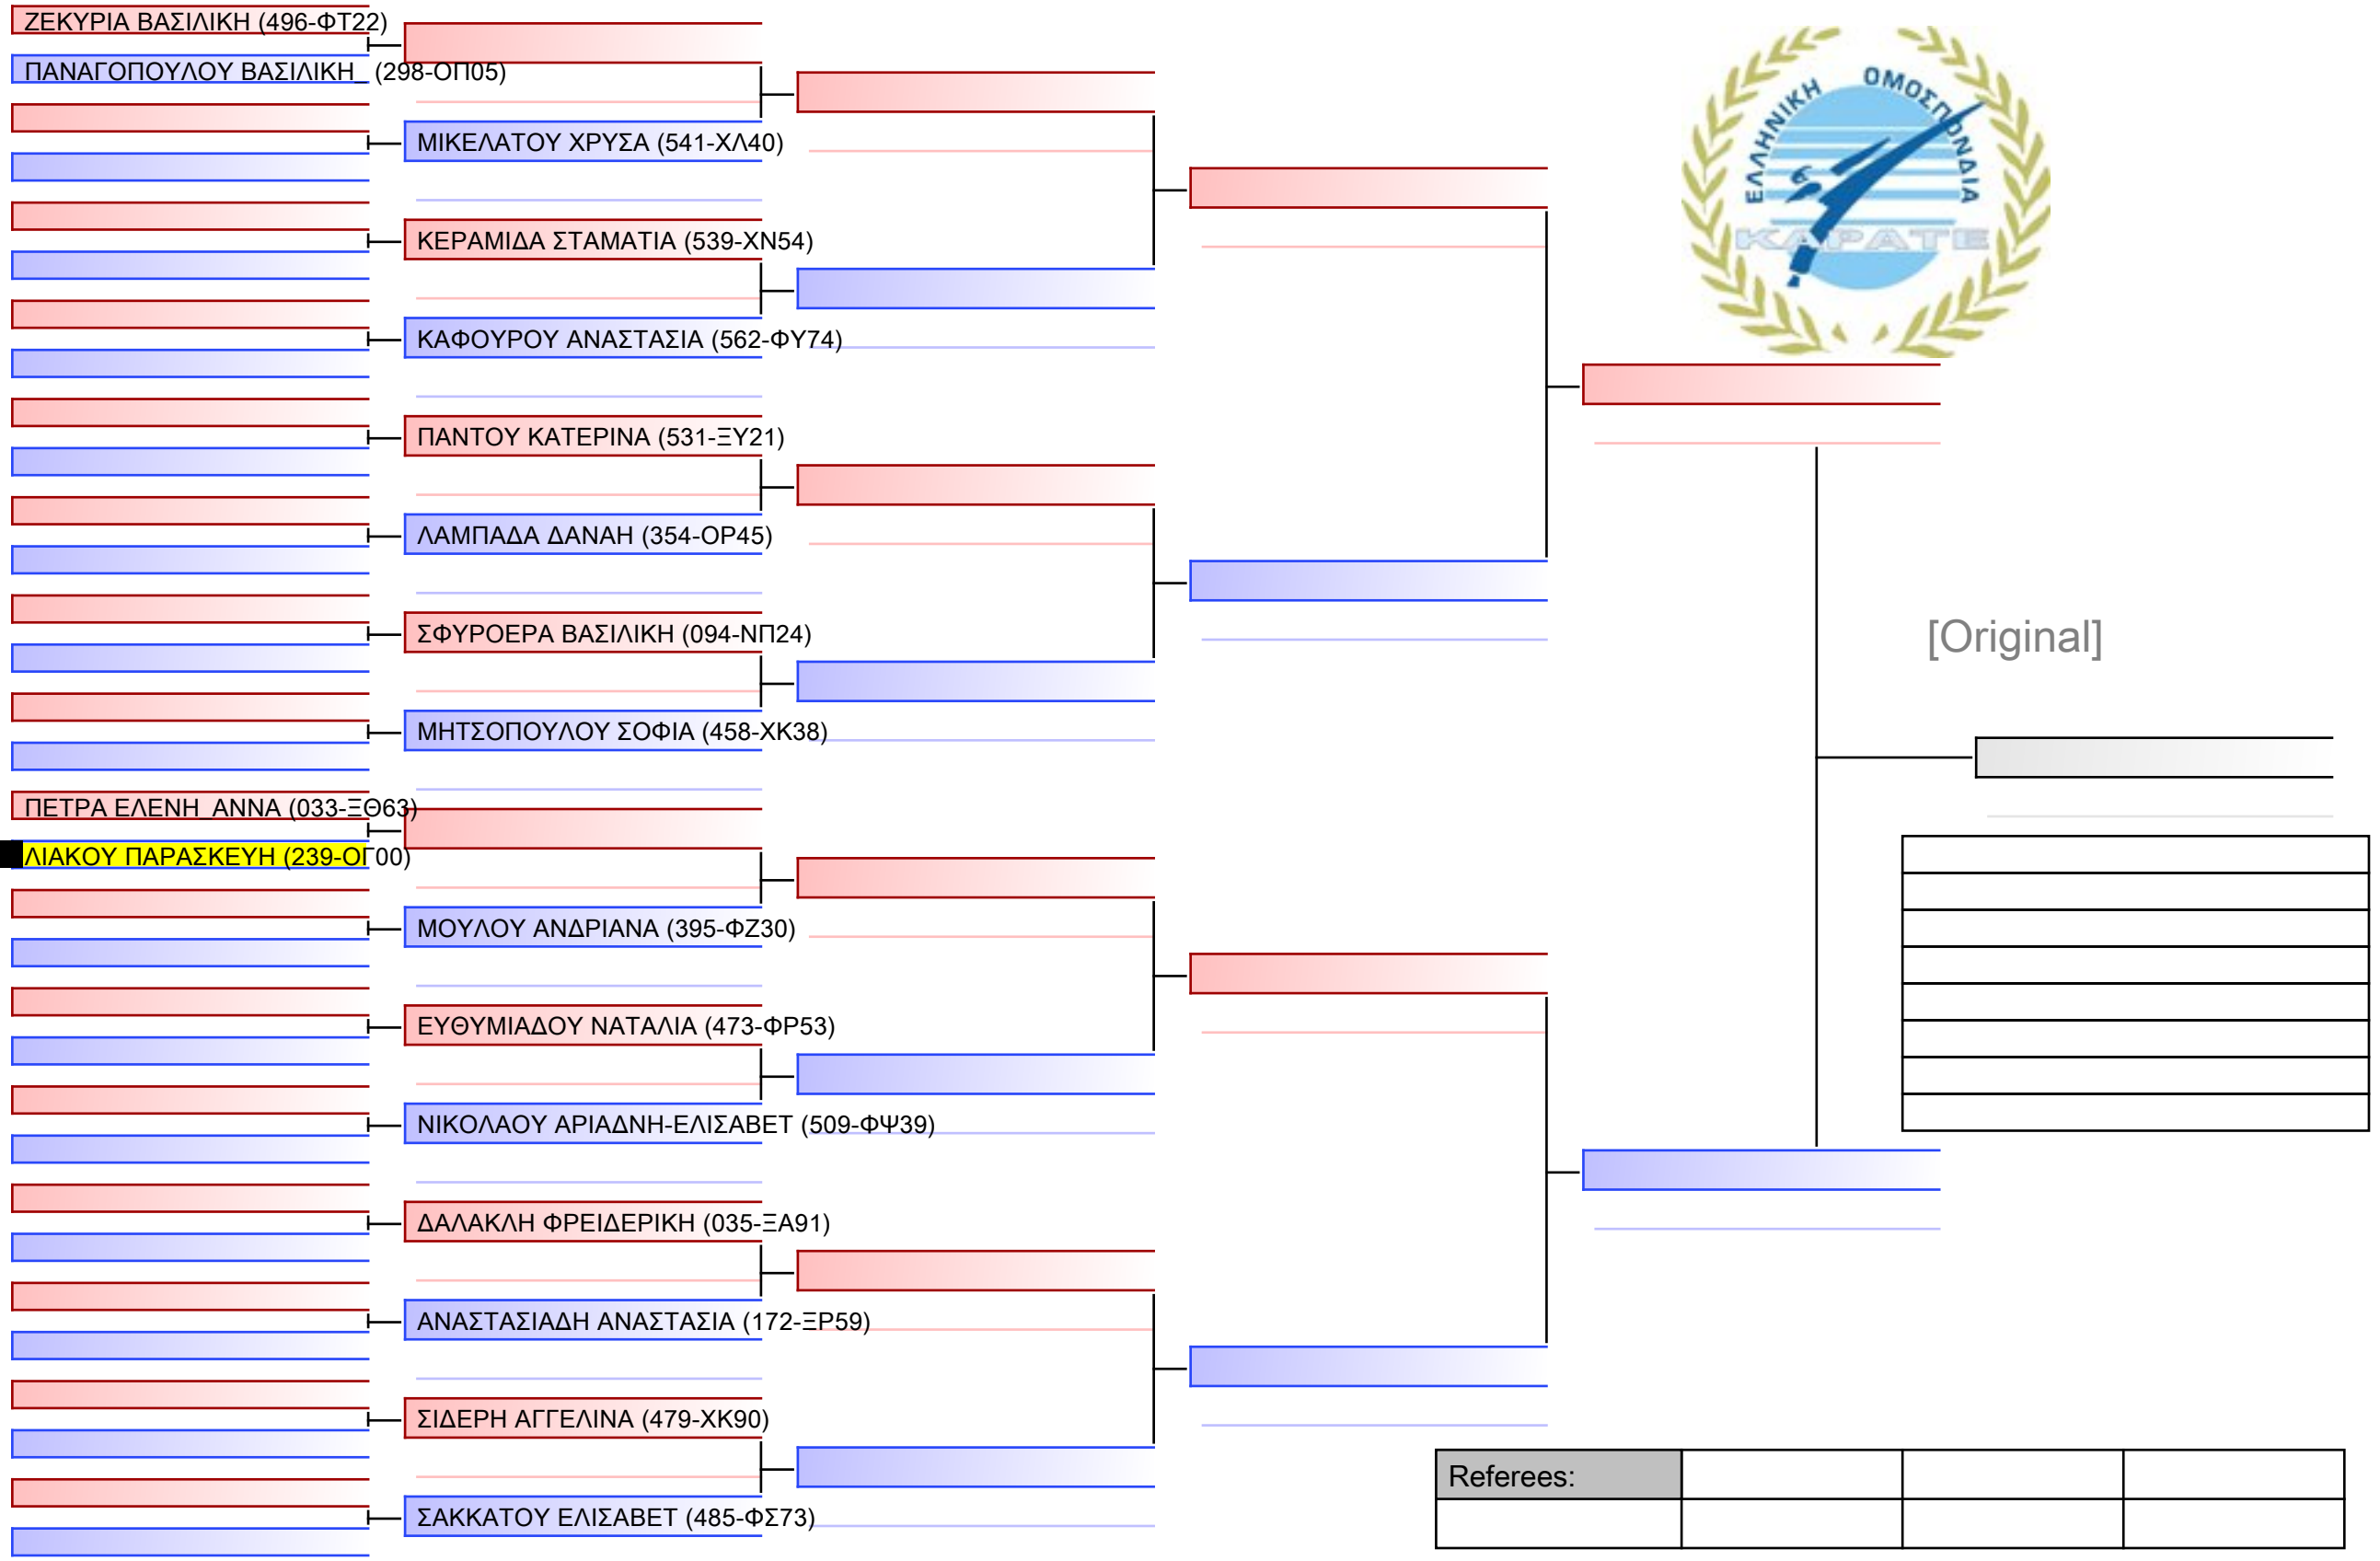 ΖΕΚΥΡΙΑ ΒΑΣΙΛΙΚΗ (496-ΦΤ22)
ΠΑΝΑΓΟΠΟΥΛΟΥ ΒΑΣΙΛΙΚΗ_ (298-ΟΠ05)
ΜΙΚΕΛΑΤΟΥ ΧΡΥΣΑ (541-ΧΛ40)
ΚΕΡΑΜΙΔΑ ΣΤΑΜΑΤΙΑ (539-ΧΝ54)
ΚΑΦΟΥΡΟΥ ΑΝΑΣΤΑΣΙΑ (562-ΦΥ74)
ΠΑΝΤΟΥ ΚΑΤΕΡΙΝΑ (531-ΞΥ21)
ΛΑΜΠΑΔΑ ΔΑΝΑΗ (354-ΟΡ45)
ΣΦΥΡΟΕΡΑ ΒΑΣΙΛΙΚΗ (094-ΝΠ24)
ΜΗΤΣΟΠΟΥΛΟΥ ΣΟΦΙΑ (458-ΧΚ38)
ΠΕΤΡΑ ΕΛΕΝΗ_ΑΝΝΑ (033-ΞΘ63)
ΛΙΑΚΟΥ ΠΑΡΑΣΚΕΥΗ (239-ΟΓ00)
ΜΟΥΛΟΥ ΑΝΔΡΙΑΝΑ (395-ΦΖ30)
ΕΥΘΥΜΙΑΔΟΥ ΝΑΤΑΛΙΑ (473-ΦΡ53)
ΝΙΚΟΛΑΟΥ ΑΡΙΑΔΝΗ-ΕΛΙΣΑΒΕΤ (509-ΦΨ39)
ΔΑΛΑΚΛΗ ΦΡΕΙΔΕΡΙΚΗ (035-ΞΑ91)
ΑΝΑΣΤΑΣΙΑΔΗ ΑΝΑΣΤΑΣΙΑ (172-ΞΡ59)
ΣΙΔΕΡΗ ΑΓΓΕΛΙΝΑ (479-ΧΚ90)
ΣΑΚΚΑΤΟΥ ΕΛΙΣΑΒΕΤ (485-ΦΣ73)
ΕΛΛΗΝΙΚΗ ΟΜΟΣΠΟΝΔΙΑ
ΚΑΡΑΤΕ
[Original]
Referees: